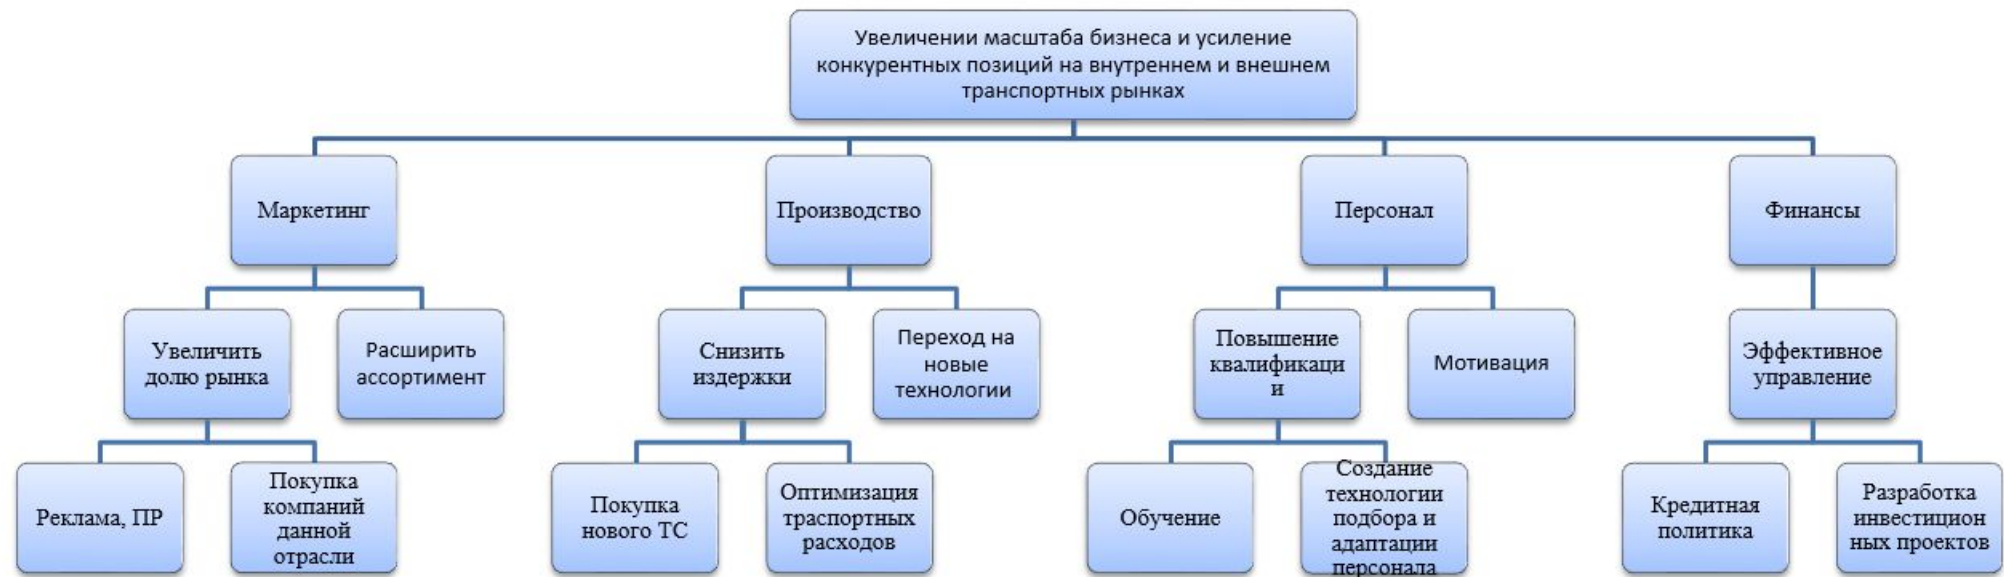 Увеличении масштаба бизнеса и усиление
конкурентных позиций на внутреннем и внешнем
транспортных рынках
Маркетинг
Производство
Персонал
Финансы
Увеличить
долю рынка
Расширить
ассортимент
Снизить
издержки
Переход на
новые
технологии
Повышение
квалификаци
и
Мотивация
Эффективное
управление
Реклама, ПР
Покупка
компаний
данной
отрасли
Покупка
нового ТС
Оптимизация
траспортных
расходов
Обучение
Создание
технологии
подбора и
адаптации
персонала
Кредитная
политика
Разработка
инвестицион
ных проектов